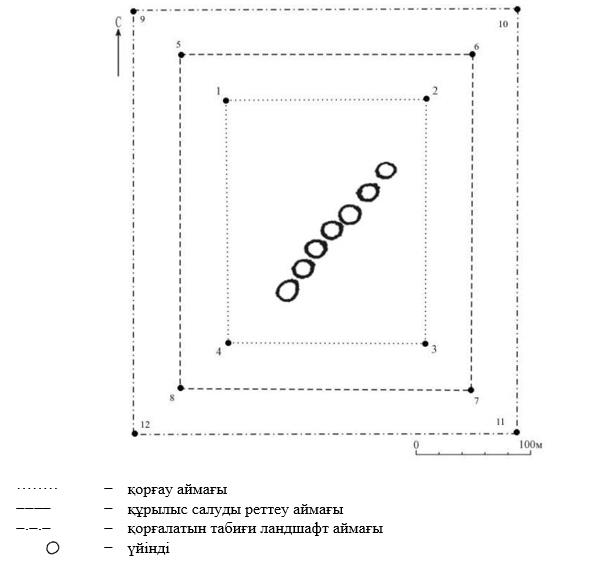 9
10
С
5
6
1
2
4
3
8
7
12
11
0
100м
........ – қорғау аймағы
–––– – құрылыс салуды реттеу аймағы
–.–.– – қорғалатын табиғи ландшафт аймағы
– үйінді